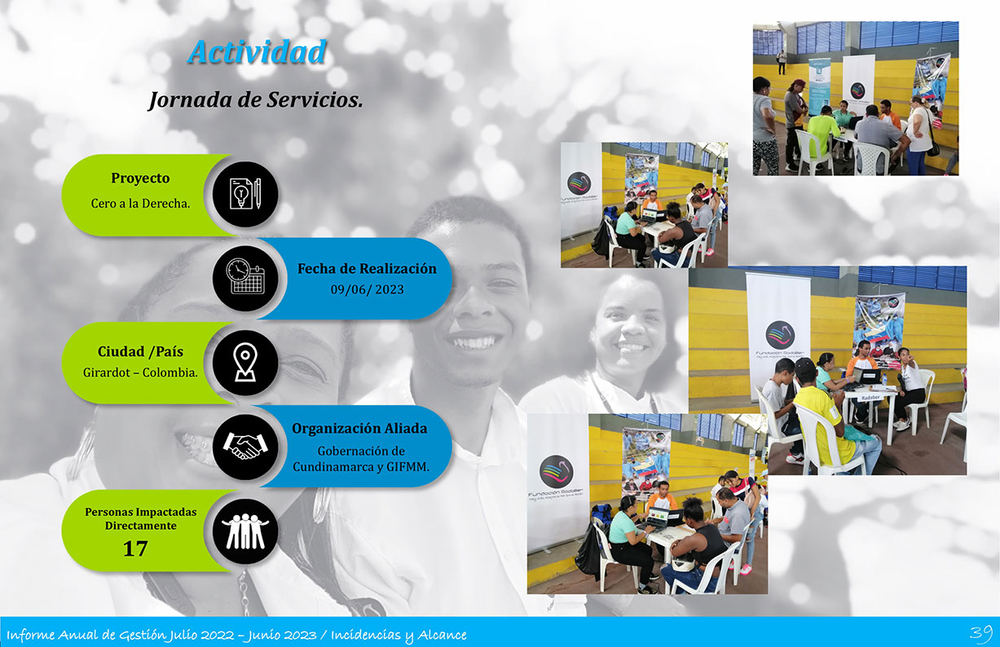 Actividad
Jornada de Servicios.
Proyecto
Cero a la Derecha.
Fecha de Realización
09/06/ 2023
Ciudad /País
Girardot – Colombia.
Organización Aliada
Gobernación de
Cundinamarca y GIFMM.
Personas Impactadas
Directamente
17
Fundación RadaBer
Fundación RadaBer
Radaber
Fundación RadaBer
Informe Anual de Gestión Julio 2022 – Junio 2023 / Incidencias y Alcance
39